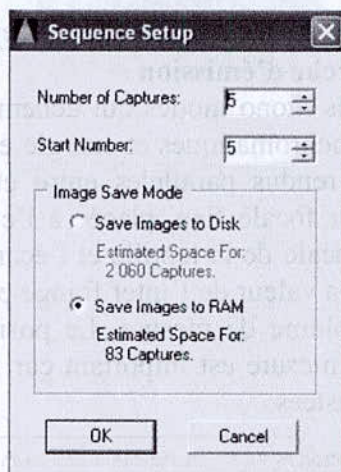 Sequence Setup
Number of Captures: 5
Start Number: 5
Image Save Mode
Save Images to Disk
Estimated Space For:
2 060 Captures.
Save Images to RAM
Estimated Space For:
83 Captures.
OK Cancel